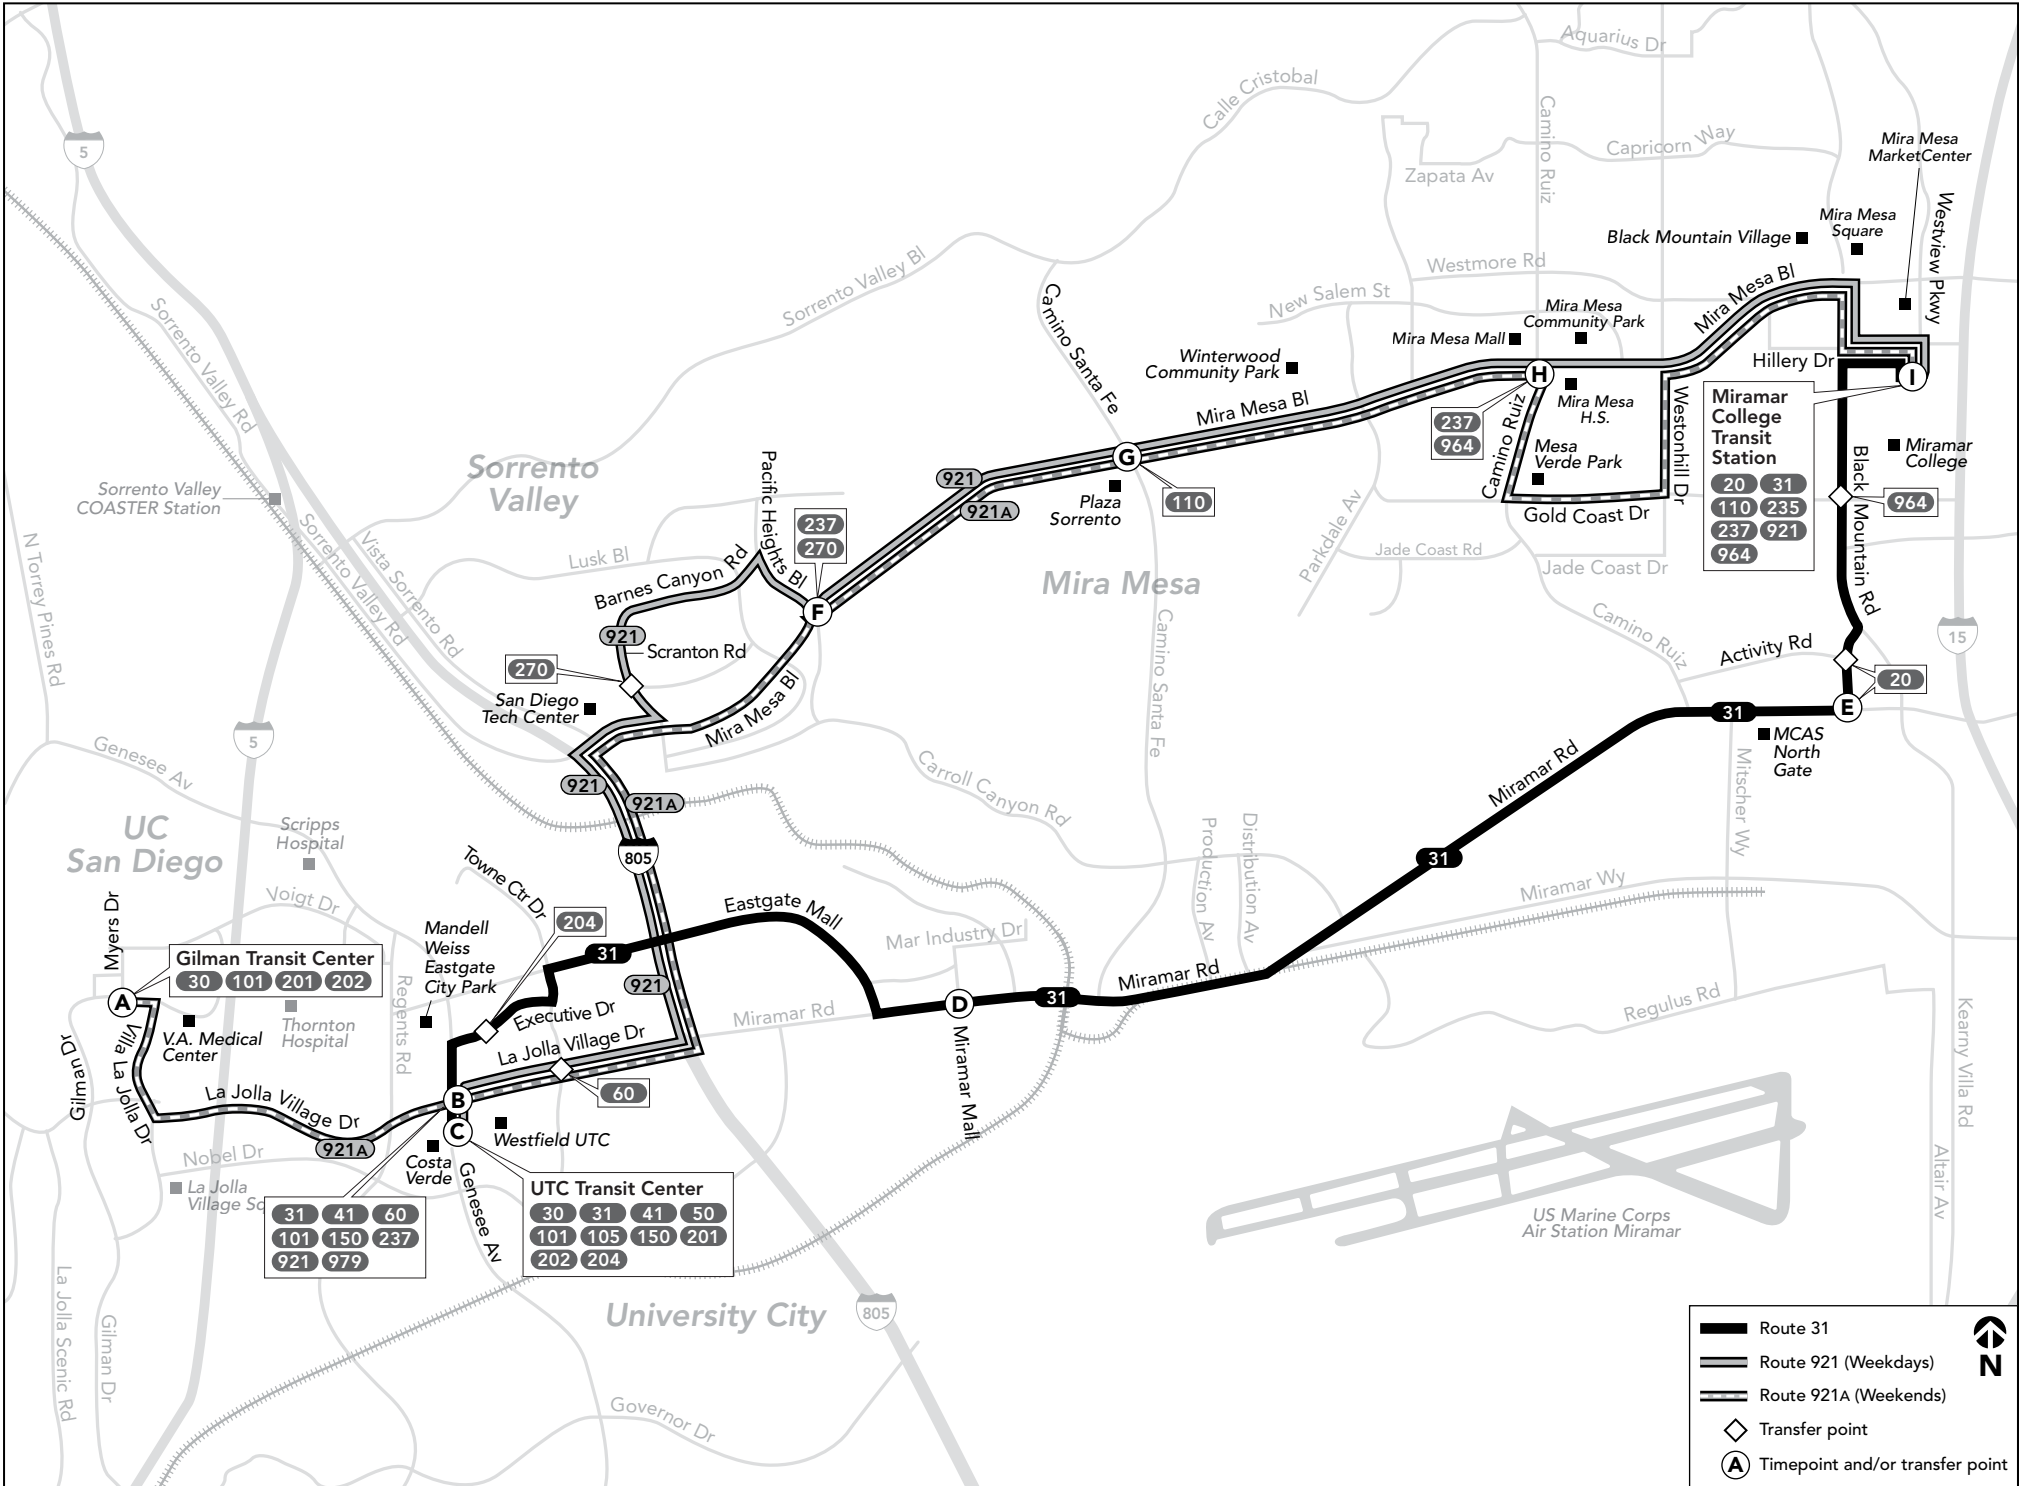 Aquarius Dr
Calle Cristobal
Camino Ruiz
Capricorn Way
Zapata Av
Mira Mesa
MarketCenter
5
Westview Pkwy
Mira Mesa
Square
Black Mountain Village
Westmore Rd
Sorrento Valley Bl
New Salem St
Mira Mesa Bl
Camino Santa Fe
Mira Mesa
Community Park
Mira Mesa Mall
Winterwood
Community Park
Hillery Dr
H
I
Sorrento Valley Rd
Mira Mesa Bl
Mira Mesa
H.S.
237
964
Camino Ruiz
Westonhill Dr
Mesa
Verde Park
Miramar
College
Transit
Station
20 31
110 235
237 921
964
Black Mountain Rd
Miramar
College
964
G
Sorrento
Valley
Pacific Heights Bl
921
921A
Plaza
Sorrento
110
Gold Coast Dr
Sorrento Valley
COASTER Station
237
270
Sorrento Valley Rd
Vista Sorrento Rd
N Torrey Pines Rd
Lusk Bl
Parkdale Av
Jade Coast Rd
Jade Coast Dr
Mira Mesa
Barnes Canyon Rd
F
921
Scranton Rd
Camino Santa Fe
Camino Ruiz
15
Activity Rd
270
20
San Diego
Tech Center
Mira Mesa Bl
31
E
MCAS
North
Gate
5
Genesee Av
Carroll Canyon Rd
Miramar Rd
Mitscher Wy
921
921A
UC
San Diego
Scripps
Hospital
805
Production Av
Distribution Av
31
Towne Ctr Dr
Voigt Dr
Miramar Wy
Myers Dr
Eastgate Mall
204
Mandell
Weiss
Eastgate
City Park
Mar Industry Dr
31
Gilman Transit Center
30 101 201 202
Regents Rd
921
Miramar Rd
A
Thornton
Hospital
V.A. Medical
Center
Executive Dr
Miramar Rd
D
31
Regulus Rd
Kearny Villa Rd
Gilman Dr
Villa La Jolla Dr
La Jolla Village Dr
Miramar Mall
60
B
La Jolla Village Dr
C
Westfield UTC
921A
Nobel Dr
Costa
Verde
Genesee Av
Altair Av
La Jolla
Village Sq
UTC Transit Center
30 31 41 50
101 105 150 201
202 204
31 41 60
101 150 237
921 979
US Marine Corps
Air Station Miramar
La Jolla Scenic Rd
Gilman Dr
University City
805
Governor Dr
Route 31
N
Route 921 (Weekdays)
Route 921A (Weekends)
Transfer point
A
Timepoint and/or transfer point